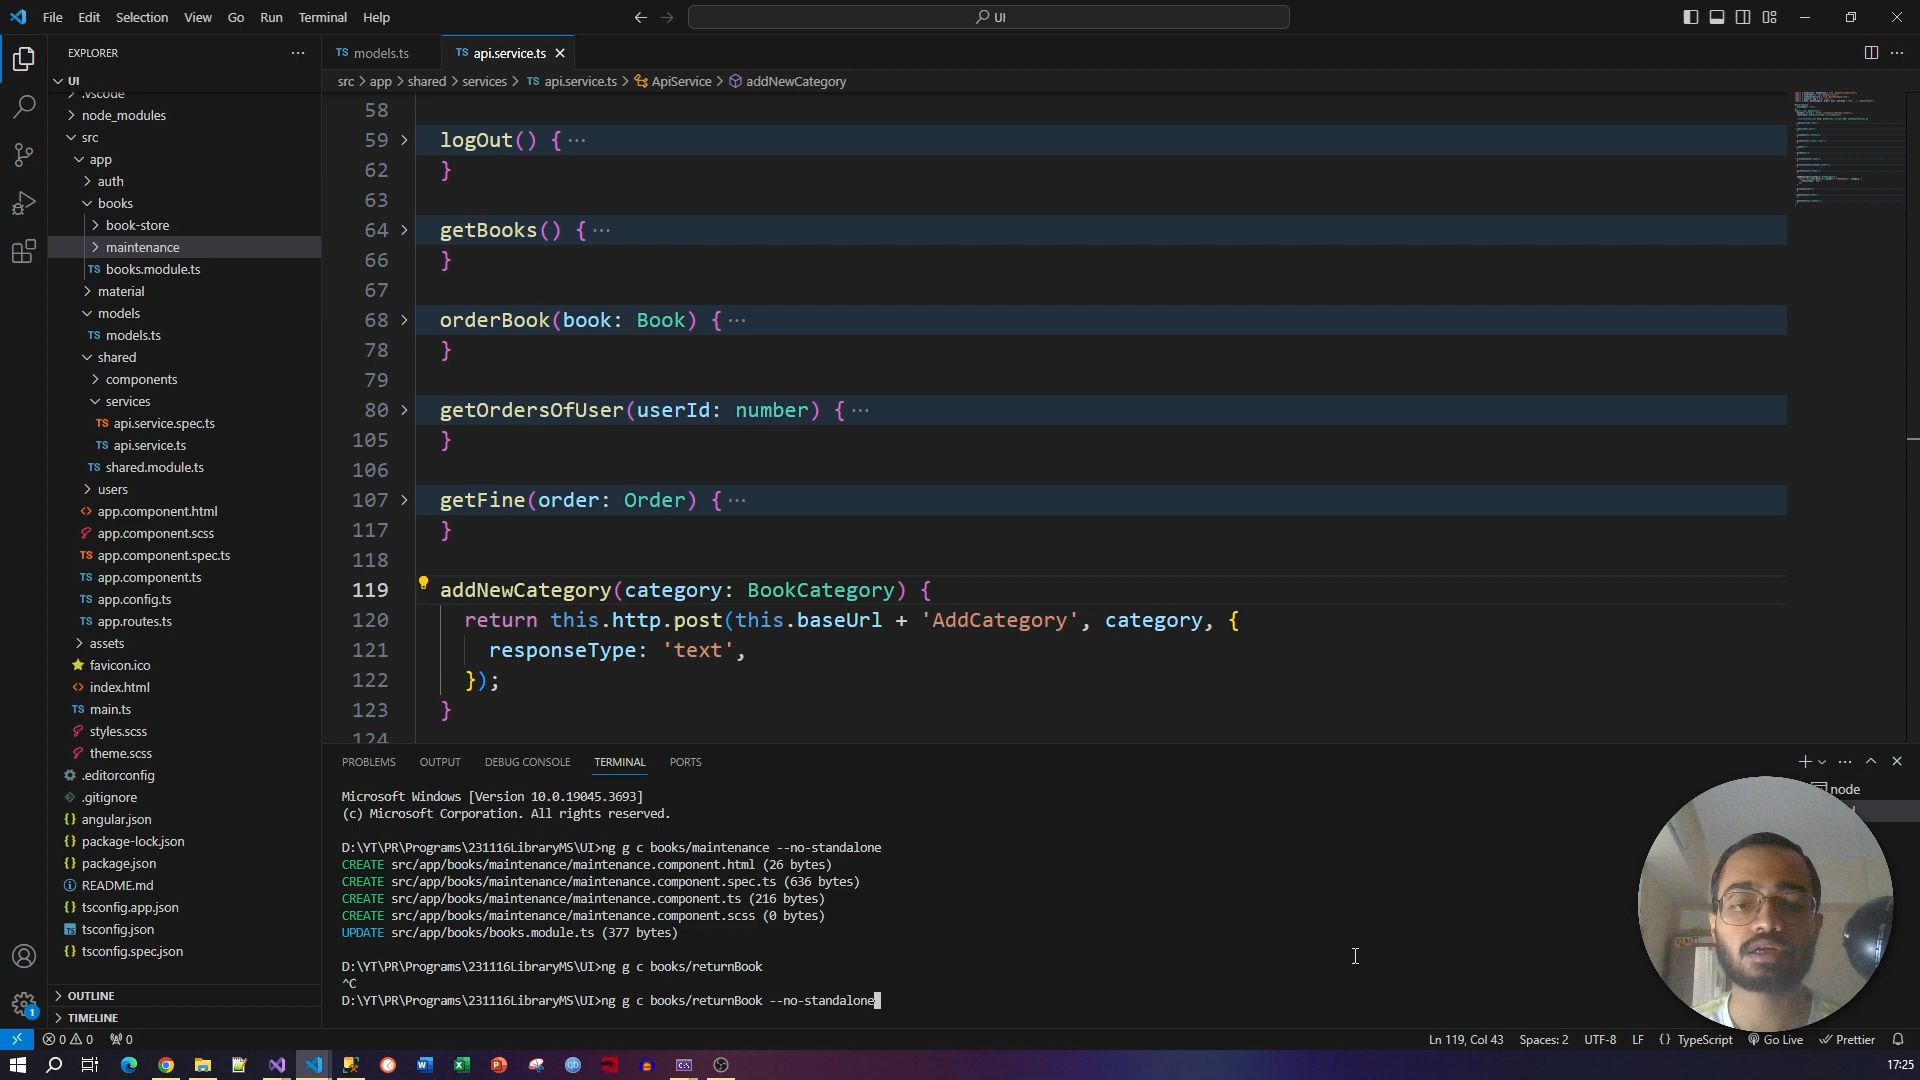 File Edit Selection View Go Run Terminal Help
UI
EXPLORER
UI
.vscode
node_modules
src
app
auth
books
book-store
maintenance
TS books.module.ts
material
models
TS models.ts
shared
components
services
TS api.service.spec.ts
TS api.service.ts
TS shared.module.ts
users
app.component.html
app.component.scss
TS app.component.spec.ts
TS app.component.ts
TS app.config.ts
TS app.routes.ts
assets
favicon.ico
index.html
TS main.ts
styles.scss
theme.scss
.editorconfig
.gitignore
angular.json
package-lock.json
package.json
README.md
tsconfig.app.json
tsconfig.json
tsconfig.spec.json
OUTLINE
TIMELINE
1
TS models.ts
TS api.service.ts
src > app > shared > services > TS api.service.ts > ApiService > addNewCategory
58
59 logOut() { ···
62 }
63
64 getBooks() { ···
66 }
67
68 orderBook(book: Book) { ···
78 }
79
80 getOrdersOfUser(userId: number) { ···
105 }
106
107 getFine(order: Order) { ···
117 }
118
119 addNewCategory(category: BookCategory) {
120 return this.http.post(this.baseUrl + 'AddCategory', category, {
121 responseType: 'text',
122 });
123 }
124
PROBLEMS OUTPUT DEBUG CONSOLE TERMINAL PORTS
node
Microsoft Windows [Version 10.0.19045.3693]
(c) Microsoft Corporation. All rights reserved.
D:\YT\PR\Programs\231116LibraryMS\UI>ng g c books/maintenance --no-standalone
CREATE src/app/books/maintenance/maintenance.component.html (26 bytes)
CREATE src/app/books/maintenance/maintenance.component.spec.ts (636 bytes)
CREATE src/app/books/maintenance/maintenance.component.ts (216 bytes)
CREATE src/app/books/maintenance/maintenance.component.scss (0 bytes)
UPDATE src/app/books/books.module.ts (377 bytes)
D:\YT\PR\Programs\231116LibraryMS\UI>ng g c books/returnBook
^C
D:\YT\PR\Programs\231116LibraryMS\UI>ng g c books/returnBook --no-standalone
0 0 0
Ln 119, Col 43 Spaces: 2 UTF-8 LF {} TypeScript Go Live Prettier
17:25